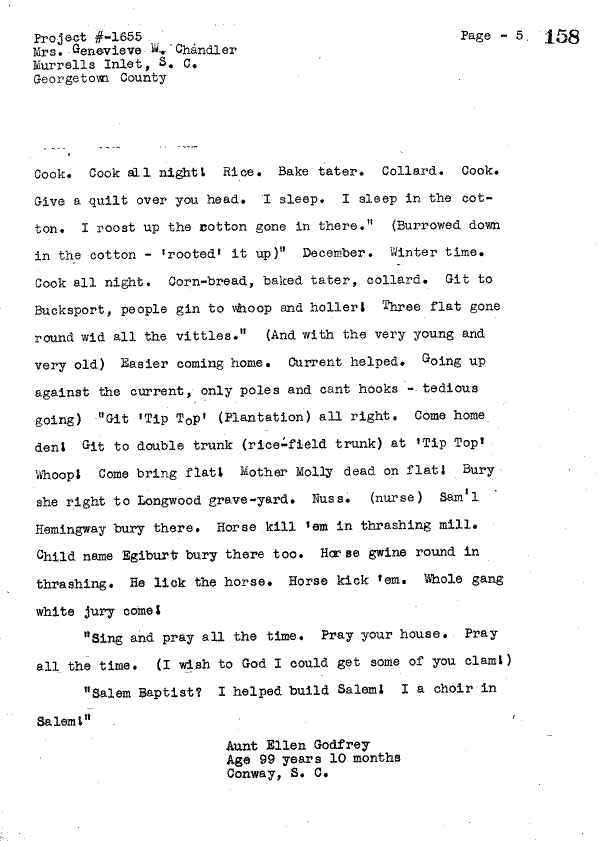 Project #-1655
Mrs. Genevieve W. Chandler
Murrells Inlet, S. C.
Georgetown County
Page - 5. 158
Cook. Cook all night! Rice. Bake tater. Collard. Cook.
Give a quilt over you head. I sleep. I sleep in the cot-
ton. I roost up the cotton gone in there." (Burrowed down
in the cotton - 'rooted' it up)" December. Winter time.
Cook all night. Corn-bread, baked tater, collard. Git to
Bucksport, people gin to whoop and holler! Three flat gone
round wid all the vittles." (And with the very young and
very old) Easier coming home. Current helped. Going up
against the current, only poles and cant hooks - tedious
going) "Git 'Tip Top' (Plantation) all right. Come home
den! Git to double trunk (rice-field trunk) at 'Tip Top'
Whoop! Come bring flat! Mother Molly dead on flat! Bury
she right to Longwood grave-yard. Nuss. (nurse) Sam'l
Hemingway bury there. Horse kill 'em in thrashing mill.
Child name Egiburt bury there too. Horse gwine round in
thrashing. He lick the horse. Horse kick 'em. Whole gang
white jury come!
"Sing and pray all the time. Pray your house. Pray
all the time. (I wish to God I could get some of you clam!)
"Salem Baptist? I helped build Salem! I a choir in
Salem!"
Aunt Ellen Godfrey
Age 99 years 10 months
Conway, S. C.